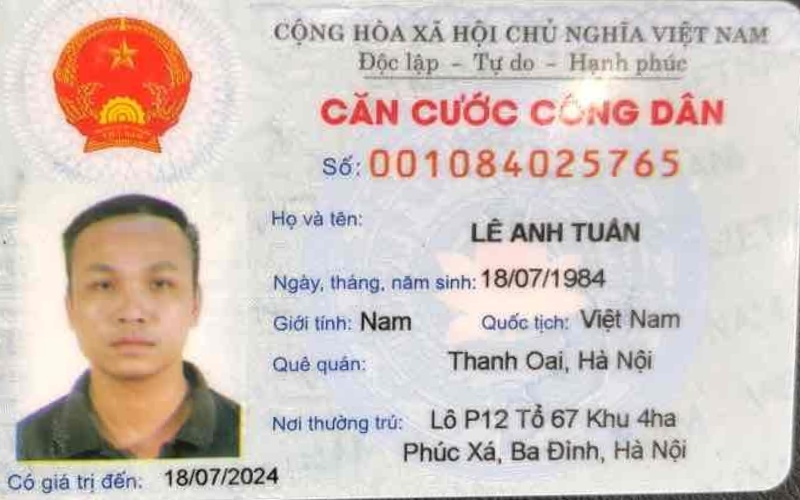 CỘNG HÒA XÃ HỘI CHỦ NGHĨA VIỆT NAM
Độc lập - Tự do - Hạnh phúc
CĂN CƯỚC CÔNG DÂN
Số: 001084025765
Họ và tên: LÊ ANH TUẤN
Ngày, tháng, năm sinh: 18/07/1984
Giới tính: Nam Quốc tịch: Việt Nam
Quê quán: Thanh Oai, Hà Nội
Nơi thường trú: Lô P12 Tổ 67 Khu 4ha
Phúc Xá, Ba Đình, Hà Nội
Có giá trị đến: 18/07/2024